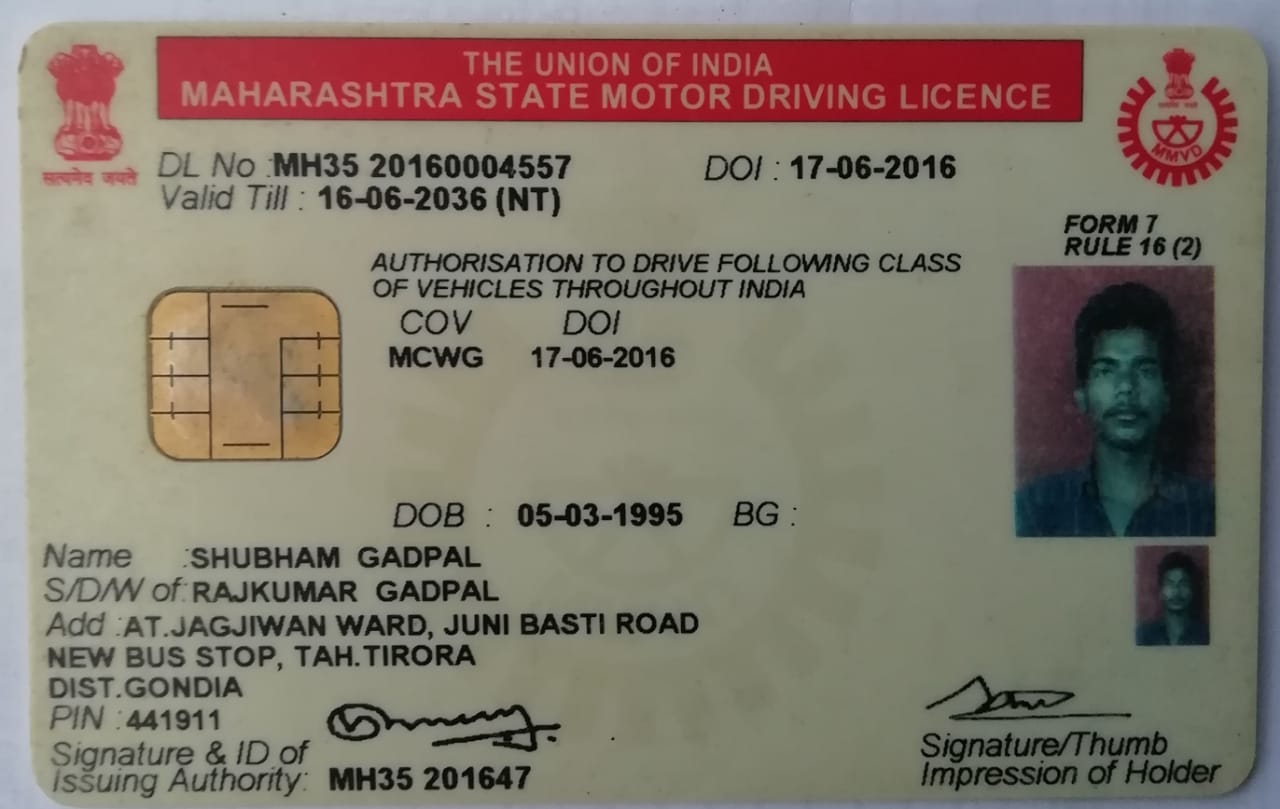 THE UNION OF INDIA
MAHARASHTRA STATE MOTOR DRIVING LICENCE
सत्यमेव जयते
MMVD
DL No : MH35 20160004557 DOI : 17-06-2016
Valid Till : 16-06-2036 (NT)
FORM 7
RULE 16 (2)
AUTHORISATION TO DRIVE FOLLOWING CLASS
OF VEHICLES THROUGHOUT INDIA
COV DOI
MCWG 17-06-2016
DOB : 05-03-1995 BG :
Name : SHUBHAM GADPAL
S/D/W of : RAJKUMAR GADPAL
Add : AT.JAGJIWAN WARD, JUNI BASTI ROAD
NEW BUS STOP, TAH.TIRORA
DIST.GONDIA
PIN : 441911
Signature & ID of
Issuing Authority: MH35 201647
Signature/Thumb
Impression of Holder